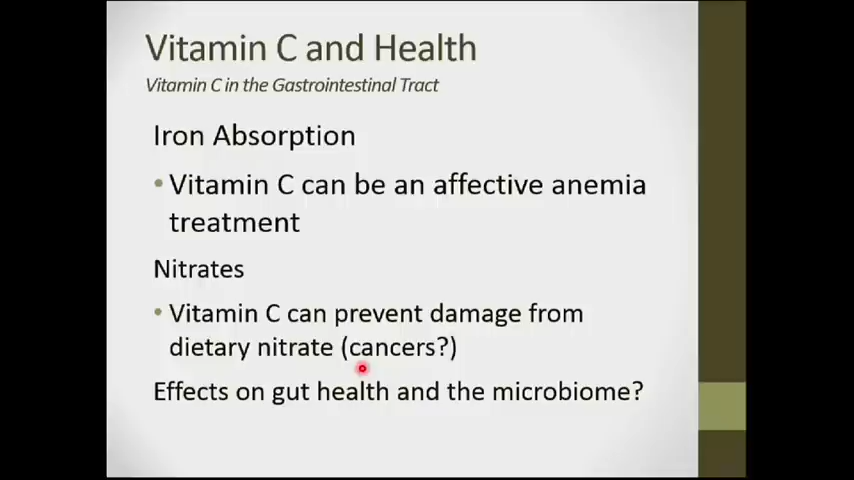 Vitamin C and Health
Vitamin C in the Gastrointestinal Tract
Iron Absorption
• Vitamin C can be an affective anemia
treatment
Nitrates
• Vitamin C can prevent damage from
dietary nitrate (cancers?)
Effects on gut health and the microbiome?